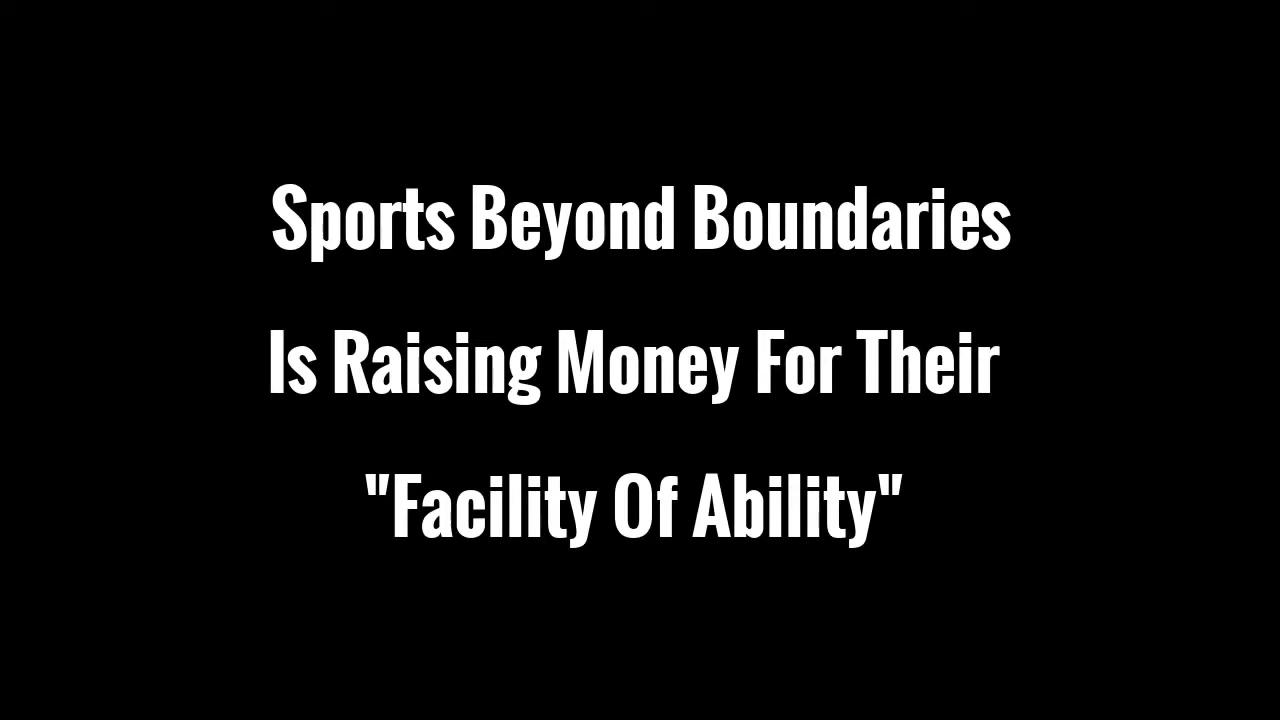 Sports Beyond Boundaries
Is Raising Money For Their
"Facility Of Ability"